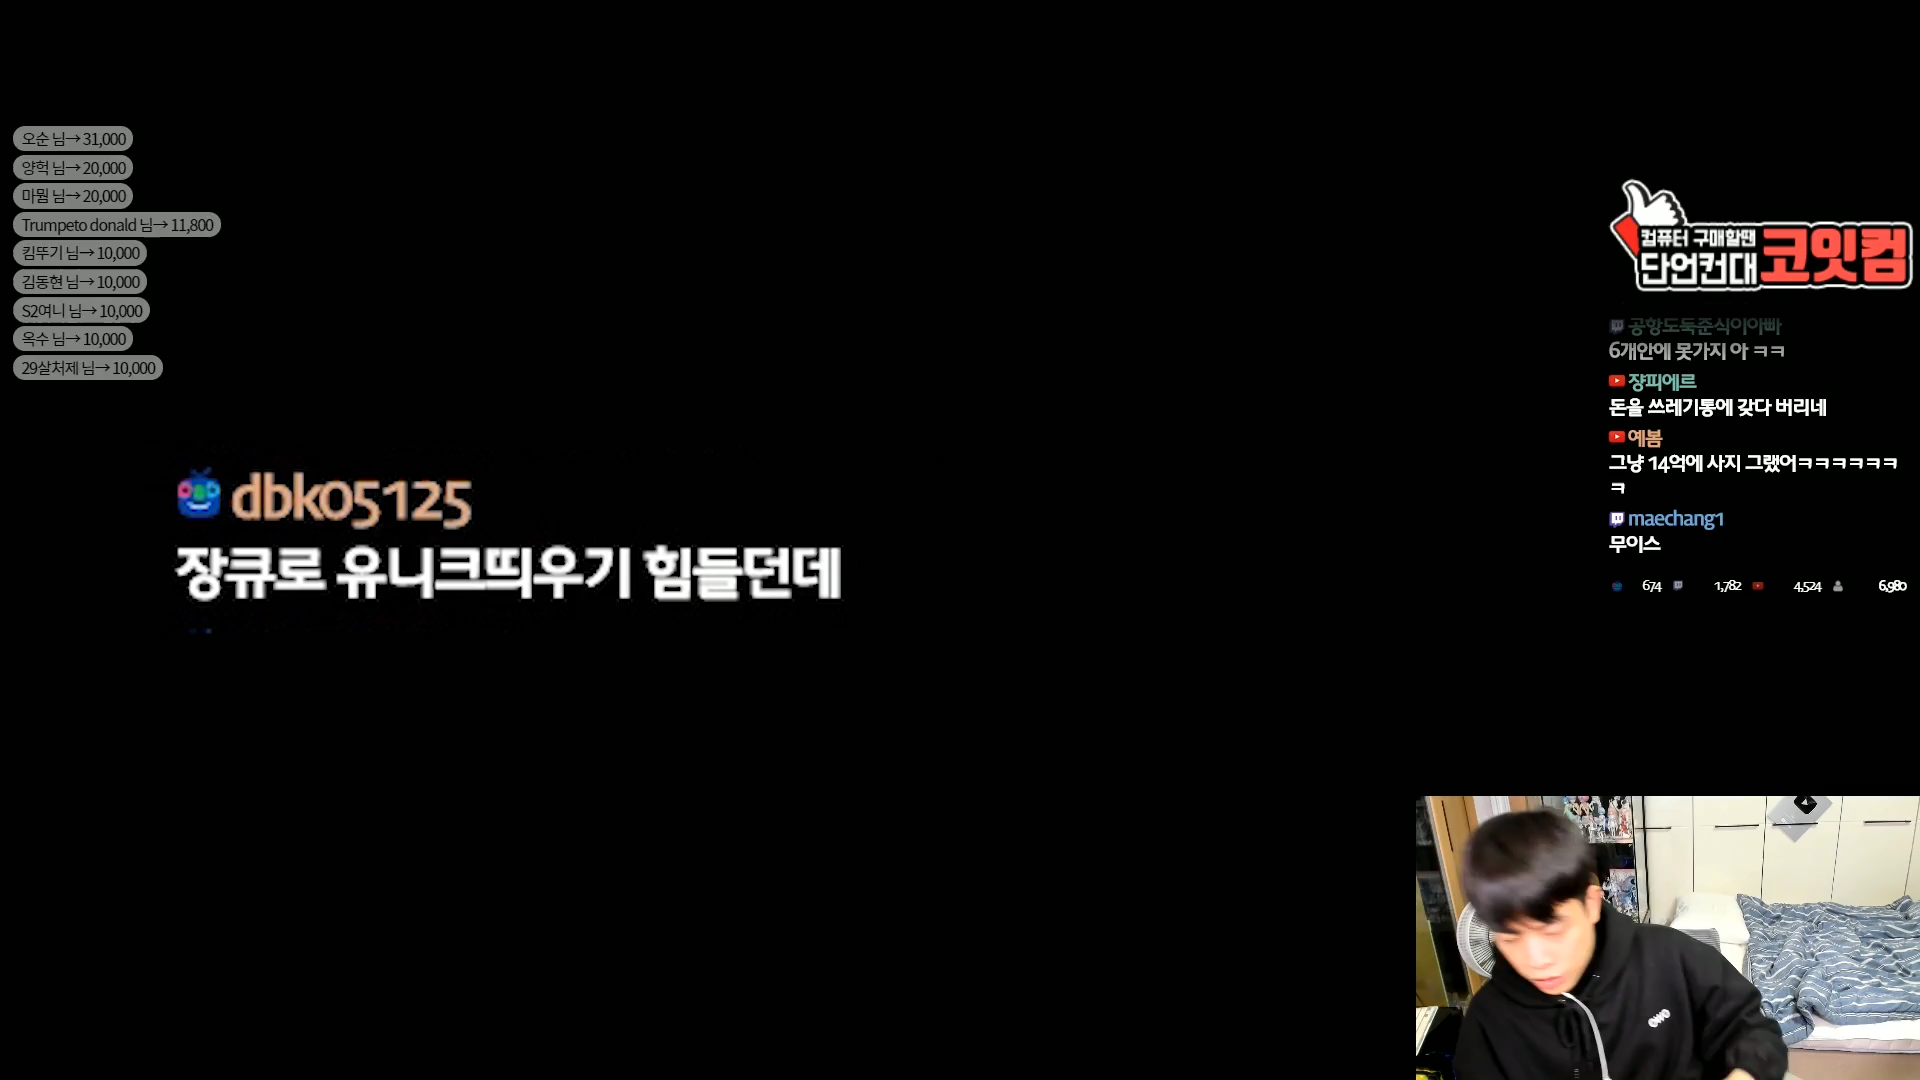 오순 님→ 31,000
양헉 님→ 20,000
마뭠 님→ 20,000
Trumpeto donald 님→ 11,800
킴뚜기 님→ 10,000
김동현 님→ 10,000
S2여니 님→ 10,000
옥수 님→ 10,000
29살처제 님→ 10,000
dbk05125
장큐로 유니크띄우기 힘들던데
컴퓨터 구매할땐
단언컨대 코잇컴
공항도둑준식이아빠
6개안에 못가지 아 ㅋㅋ
쟝피에르
돈을 쓰레기통에 갖다 버리네
예봄
그냥 14억에 사지 그랬어ㅋㅋㅋㅋㅋㅋ
ㅋ
maechang1
무이스
674 1,782 4,524 6,980
owo